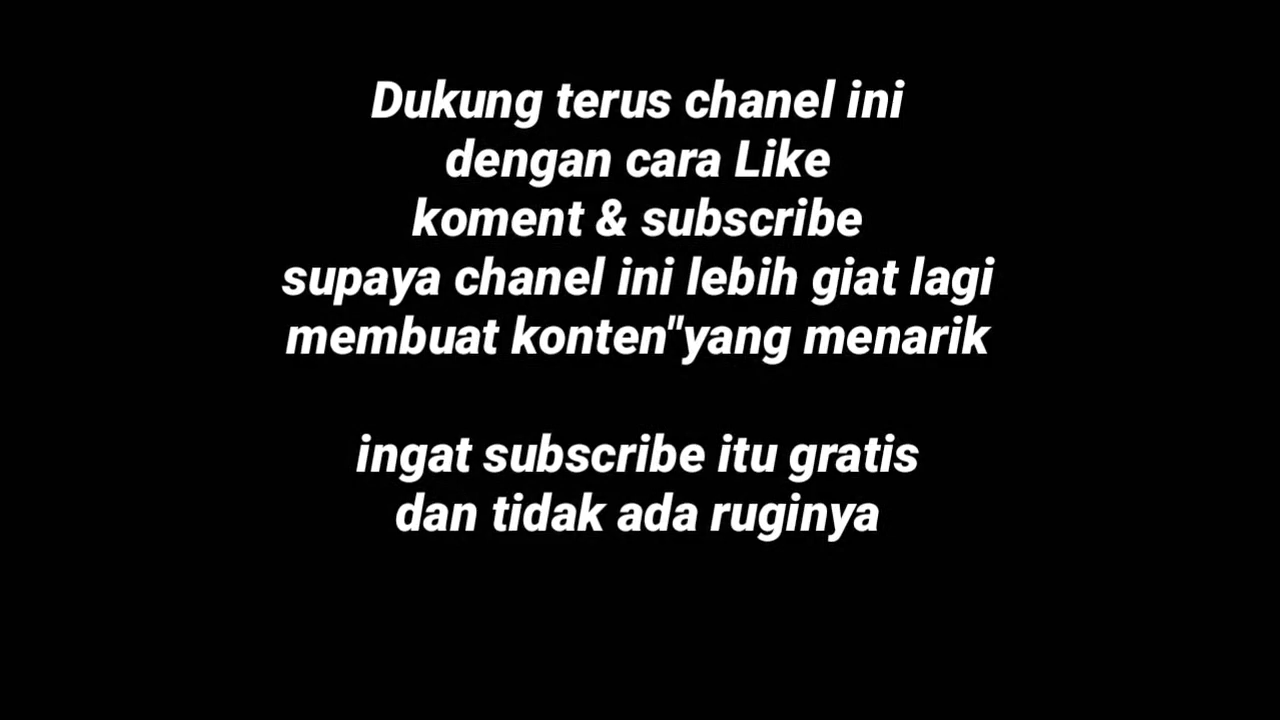 Dukung terus chanel ini
dengan cara Like
koment & subscribe
supaya chanel ini lebih giat lagi
membuat konten"yang menarik
ingat subscribe itu gratis
dan tidak ada ruginya